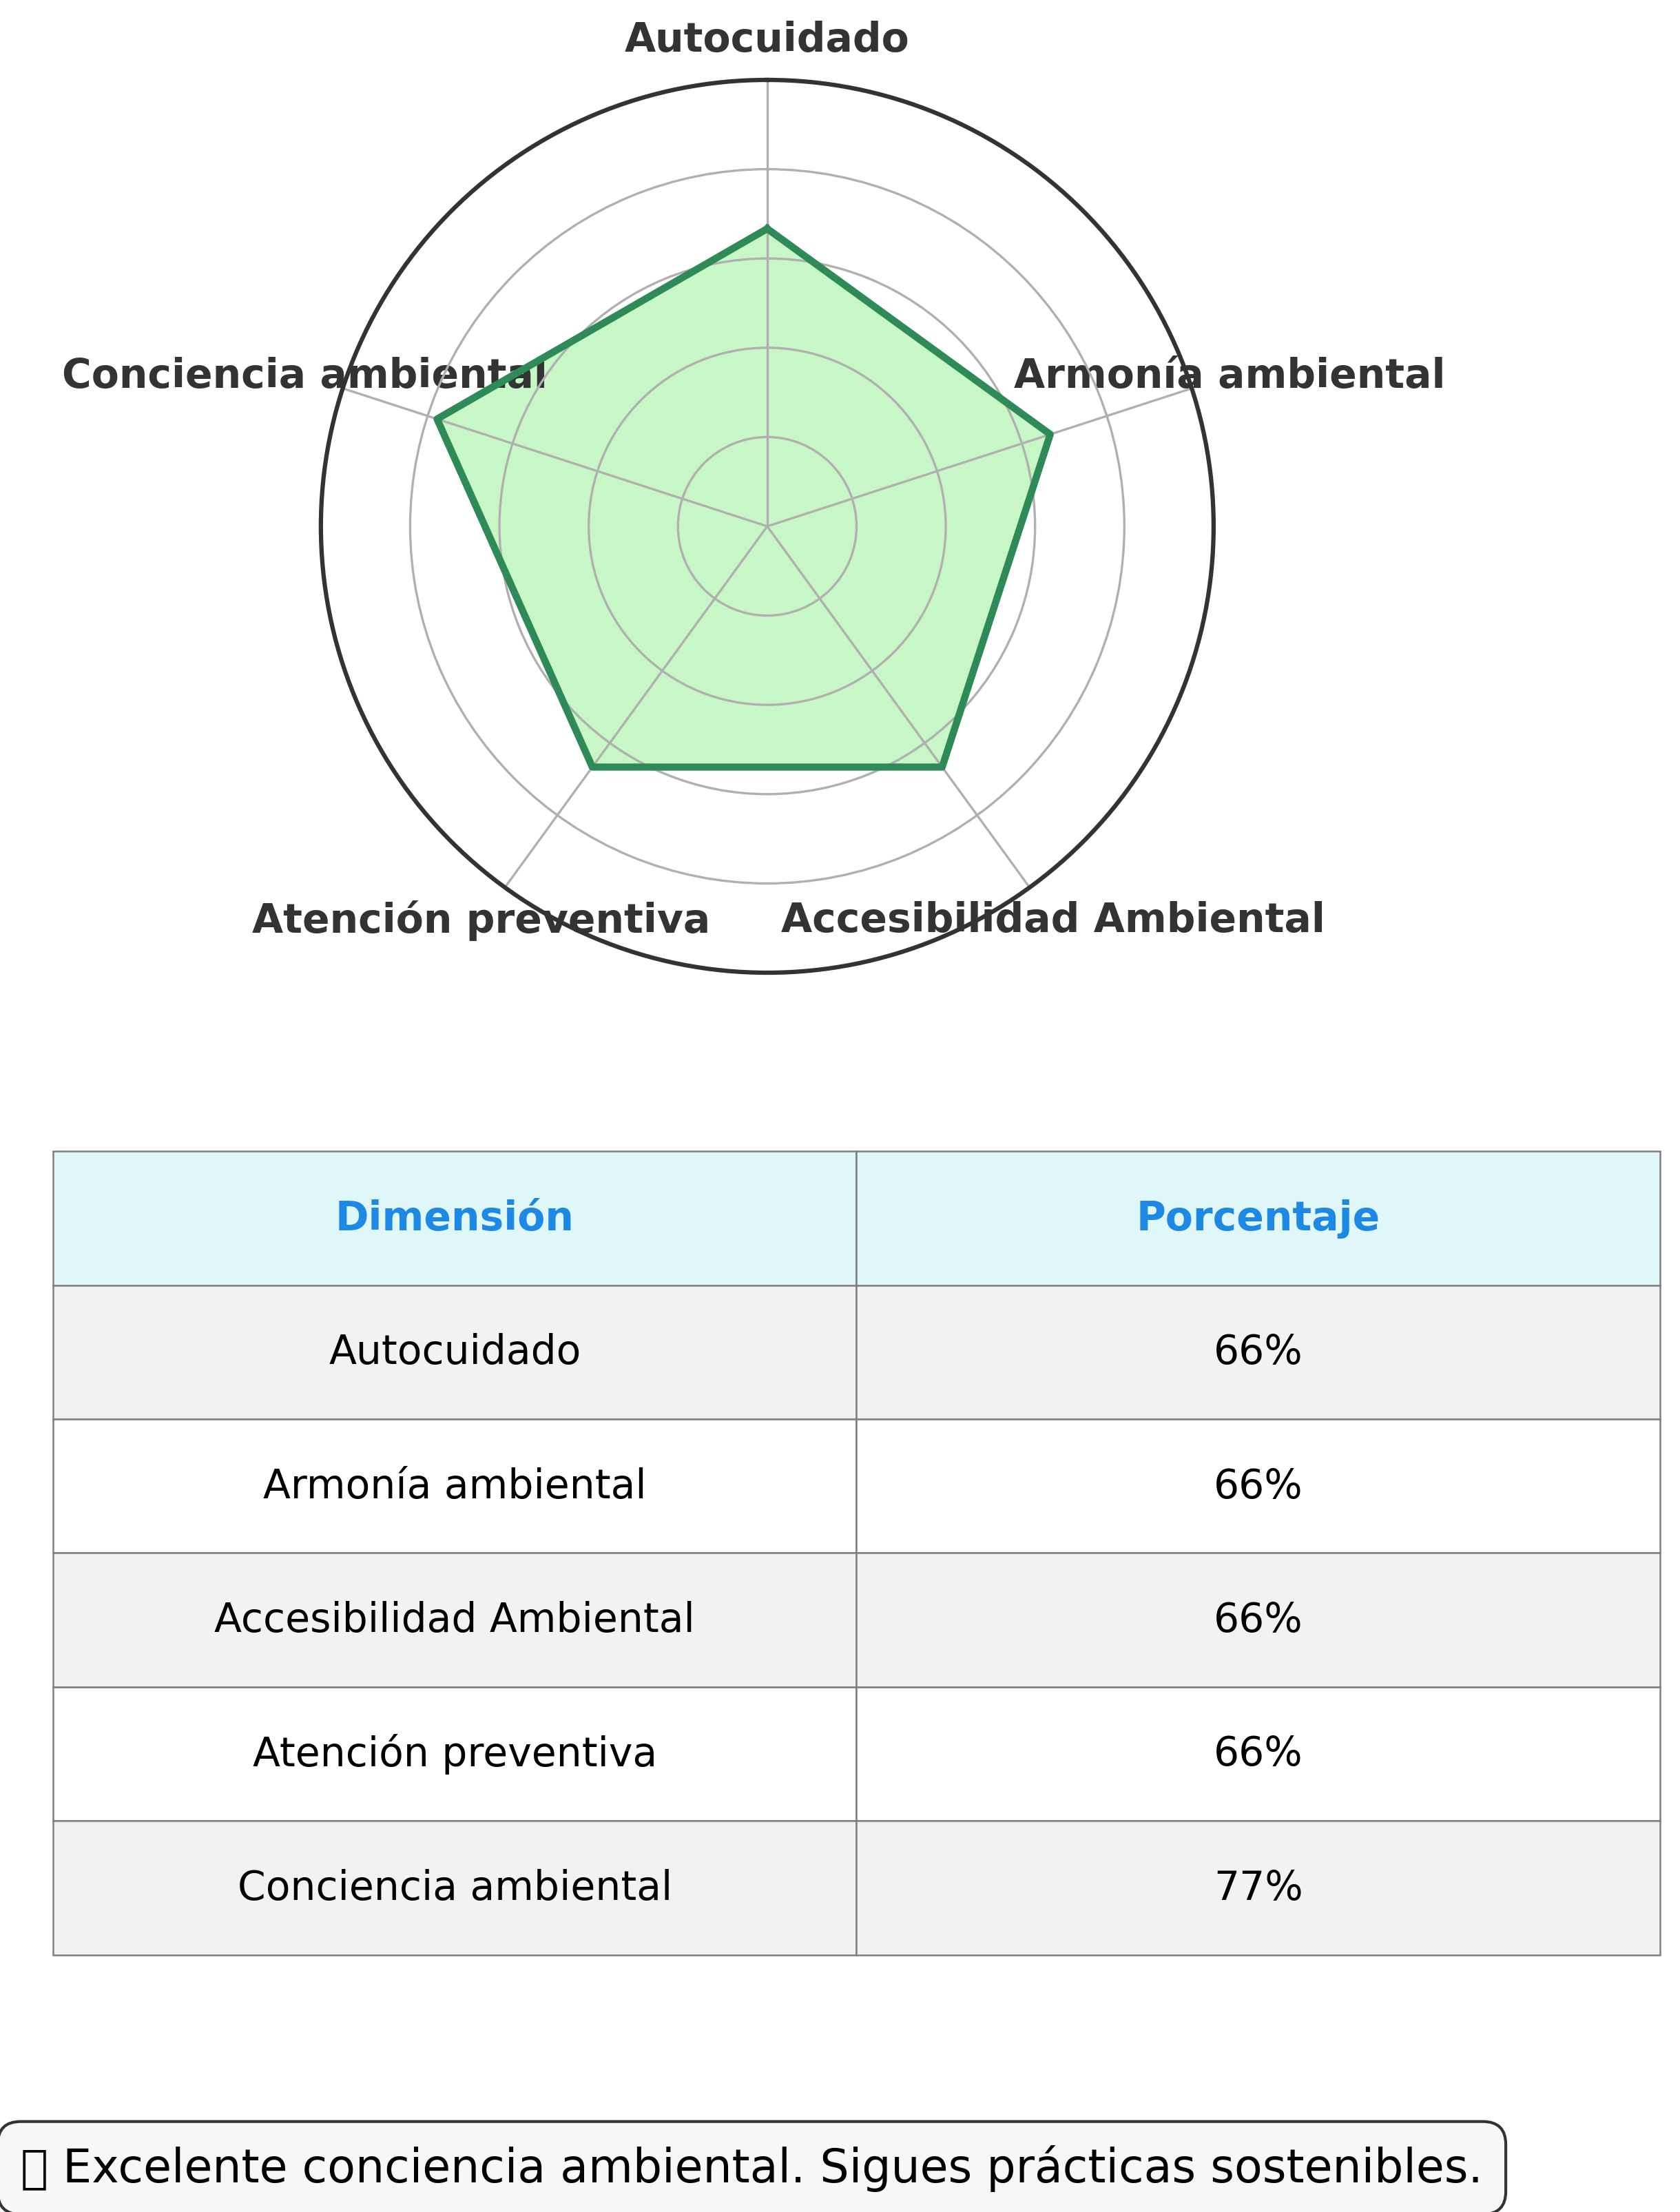 Autocuidado
Conciencia ambiental
Armonía ambiental
Atención preventiva
Accesibilidad Ambiental
Dimensión Porcentaje
Autocuidado 66%
Armonía ambiental 66%
Accesibilidad Ambiental 66%
Atención preventiva 66%
Conciencia ambiental 77%
Excelente conciencia ambiental. Sigues prácticas sostenibles.